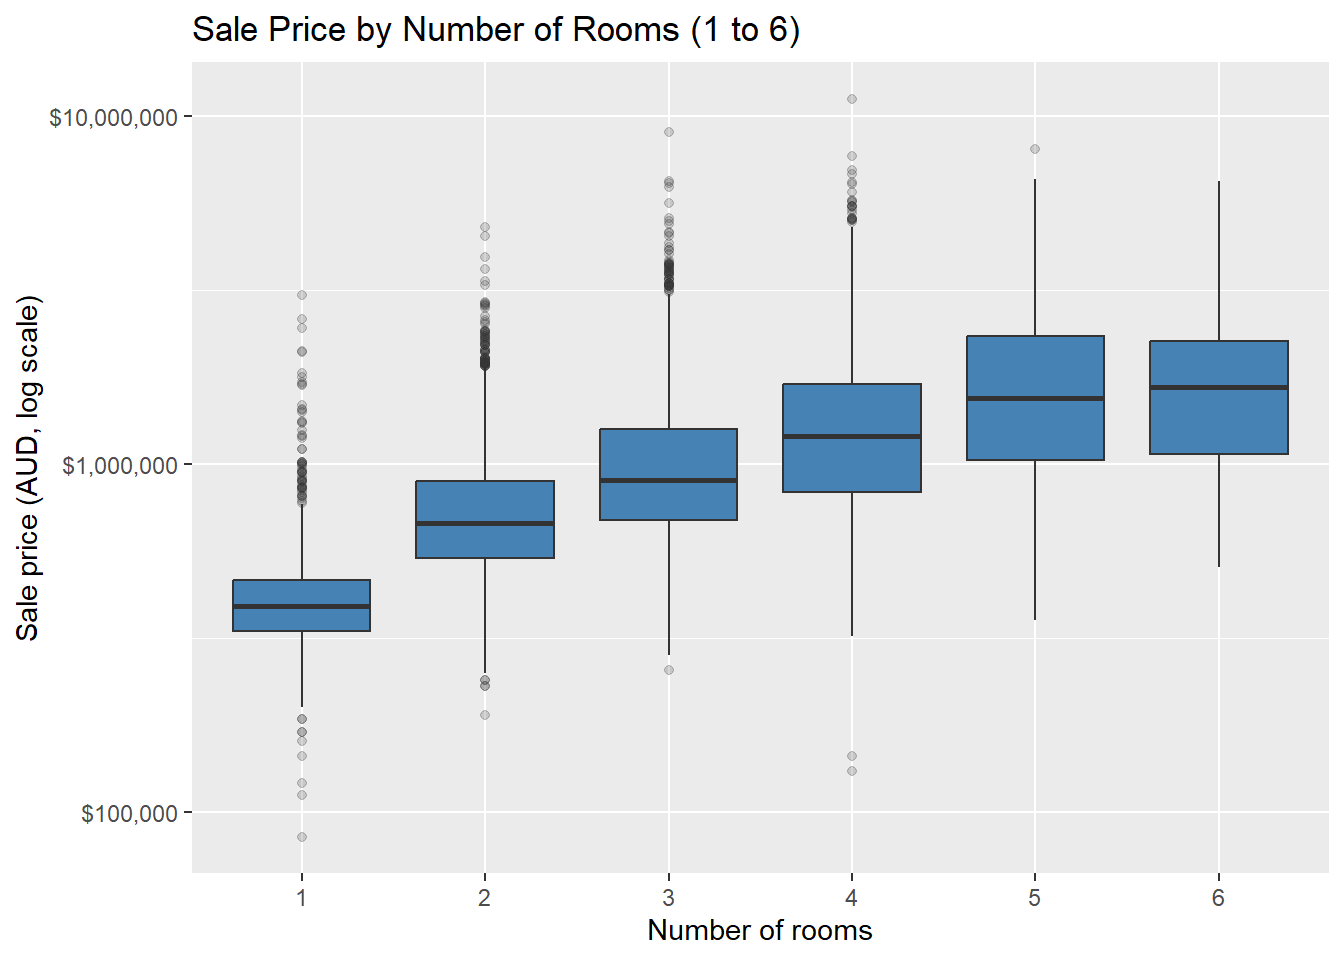 Sale Price by Number of Rooms (1 to 6)
Sale price (AUD, log scale)
$10,000,000
$1,000,000
$100,000
1 2 3 4 5 6
Number of rooms